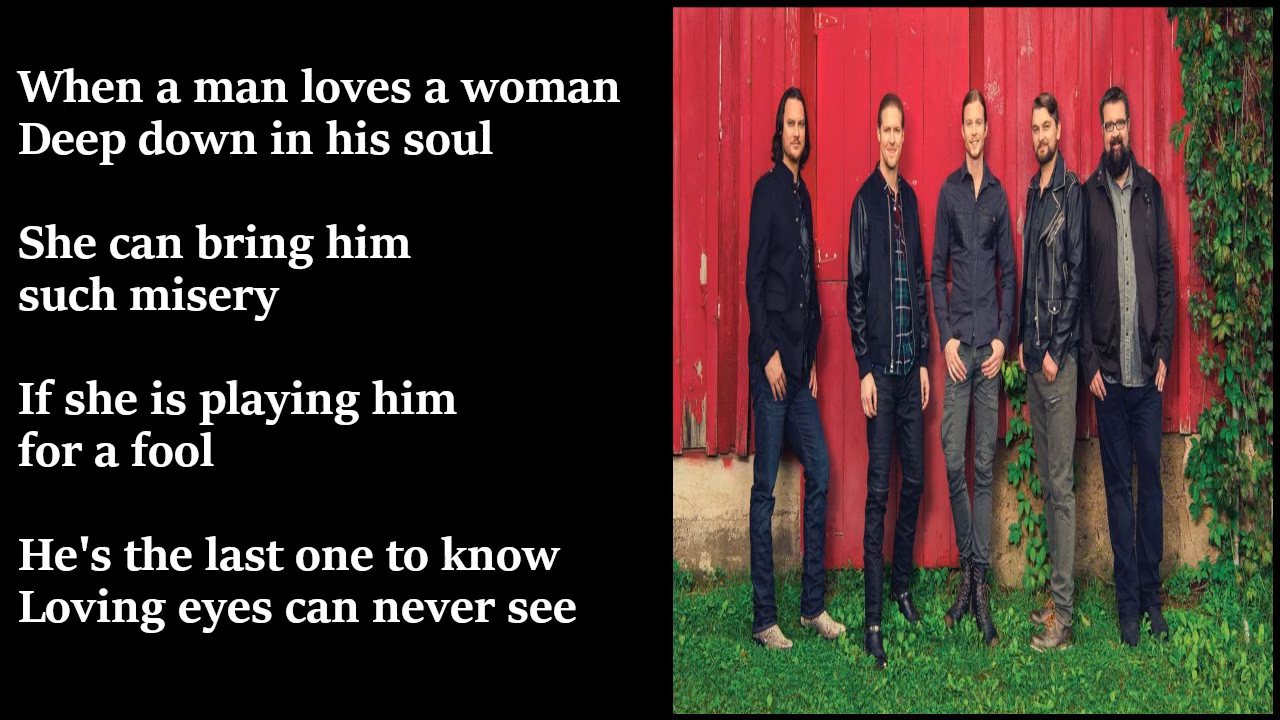 When a man loves a woman
Deep down in his soul
She can bring him
such misery
If she is playing him
for a fool
He's the last one to know
Loving eyes can never see